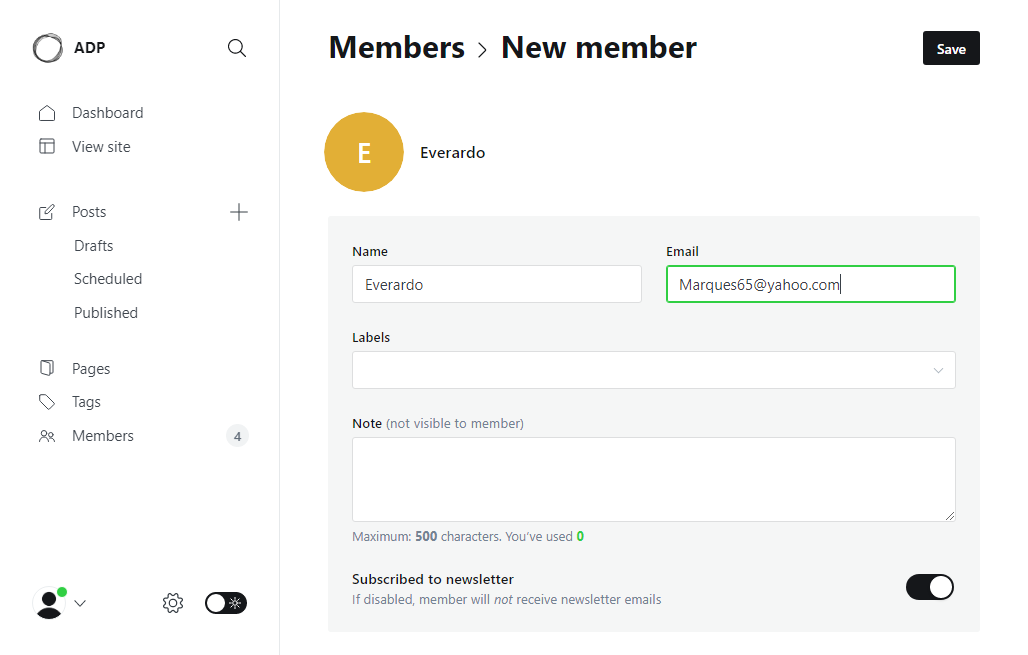 ADP
Dashboard
View site
Posts
Drafts
Scheduled
Published
Pages
Tags
Members
4
Members > New member
Save
E
Everardo
Name
Email
Everardo
Marques65@yahoo.com
Labels
Note (not visible to member)
Maximum: 500 characters. You've used 0
Subscribed to newsletter
If disabled, member will not receive newsletter emails